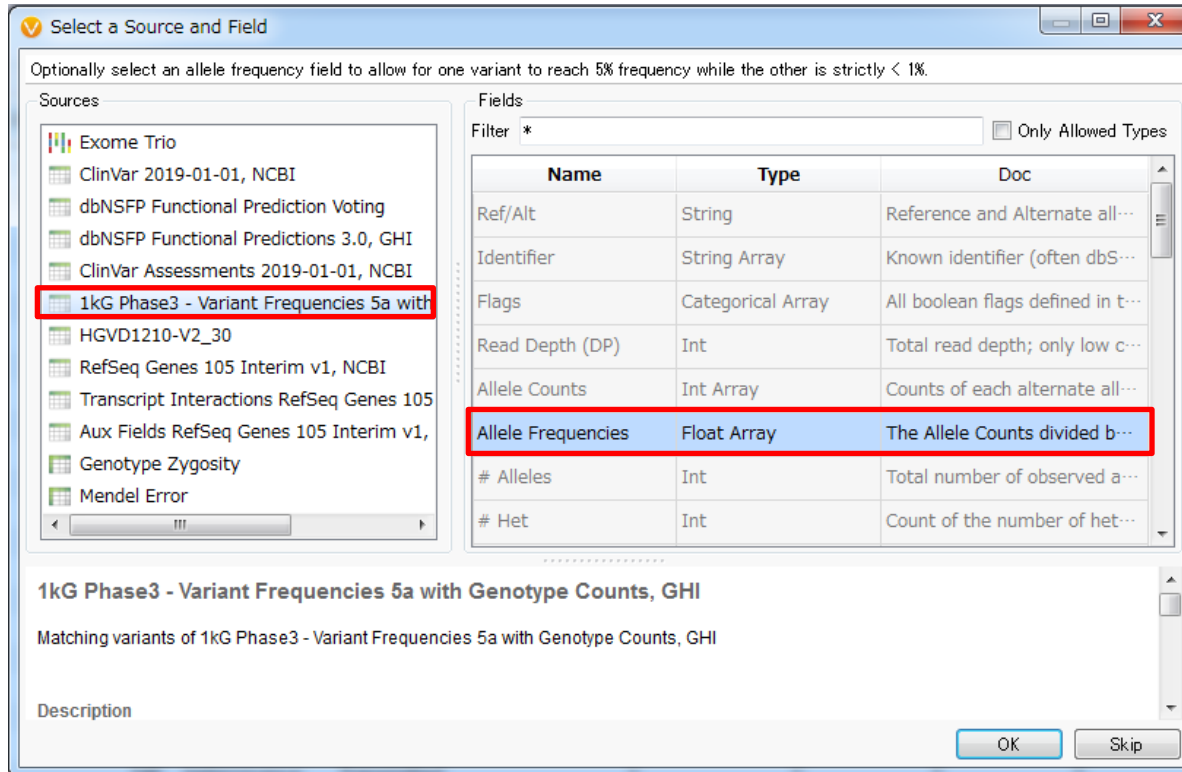 Select a Source and Field
Optionally select an allele frequency field to allow for one variant to reach 5% frequency while the other is strictly < 1%.
Sources
Exome Trio
ClinVar 2019-01-01, NCBI
dbNSFP Functional Prediction Voting
dbNSFP Functional Predictions 3.0, GHI
ClinVar Assessments 2019-01-01, NCBI
1kG Phase3 - Variant Frequencies 5a with
HGVD1210-V2_30
RefSeq Genes 105 Interim v1, NCBI
Transcript Interactions RefSeq Genes 105
Aux Fields RefSeq Genes 105 Interim v1,
Genotype Zygosity
Mendel Error
Fields
Filter * Only Allowed Types
Name Type Doc
Ref/Alt String Reference and Alternate all···
Identifier String Array Known identifier (often dbS···
Flags Categorical Array All boolean flags defined in t···
Read Depth (DP) Int Total read depth; only low c···
Allele Counts Int Array Counts of each alternate all···
Allele Frequencies Float Array The Allele Counts divided b···
# Alleles Int Total number of observed a···
# Het Int Count of the number of het···
1kG Phase3 - Variant Frequencies 5a with Genotype Counts, GHI
Matching variants of 1kG Phase3 - Variant Frequencies 5a with Genotype Counts, GHI
Description
OK Skip